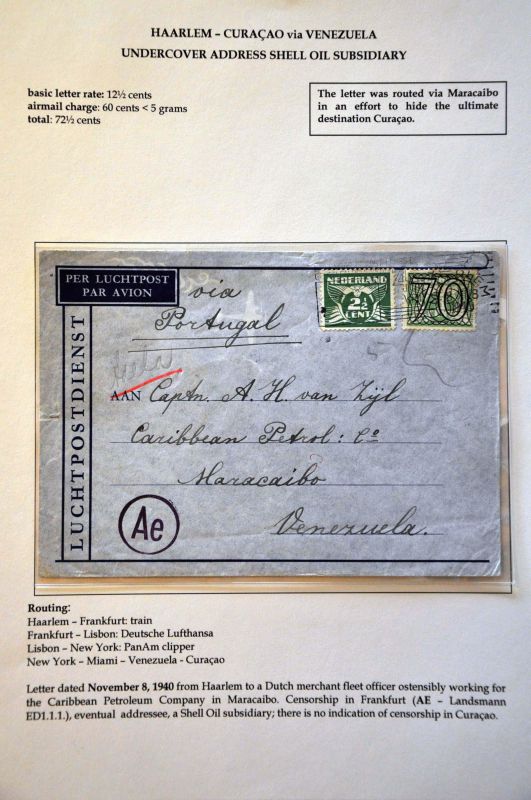 HAARLEM – CURAÇAO via VENEZUELA
UNDERCOVER ADDRESS SHELL OIL SUBSIDIARY
basic letter rate: 12½ cents
airmail charge: 60 cents < 5 grams
total: 72½ cents
The letter was routed via Maracaibo
in an effort to hide the ultimate
destination Curaçao.
PER LUCHTPOST
PAR AVION
LUCHTPOSTDIENST
via
Portugal
NEDERLAND
2½
CENT
70
5
AAN Captn. A. H. van Zijl
Caribbean Petrol: Co
Maracaibo
Venezuela.
Ae
Routing:
Haarlem – Frankfurt: train
Frankfurt – Lisbon: Deutsche Lufthansa
Lisbon – New York: PanAm clipper
New York – Miami – Venezuela - Curaçao
Letter dated November 8, 1940 from Haarlem to a Dutch merchant fleet officer ostensibly working for
the Caribbean Petroleum Company in Maracaibo. Censorship in Frankfurt (AE – Landsmann
ED1.1.1.), eventual addressee, a Shell Oil subsidiary; there is no indication of censorship in Curaçao.